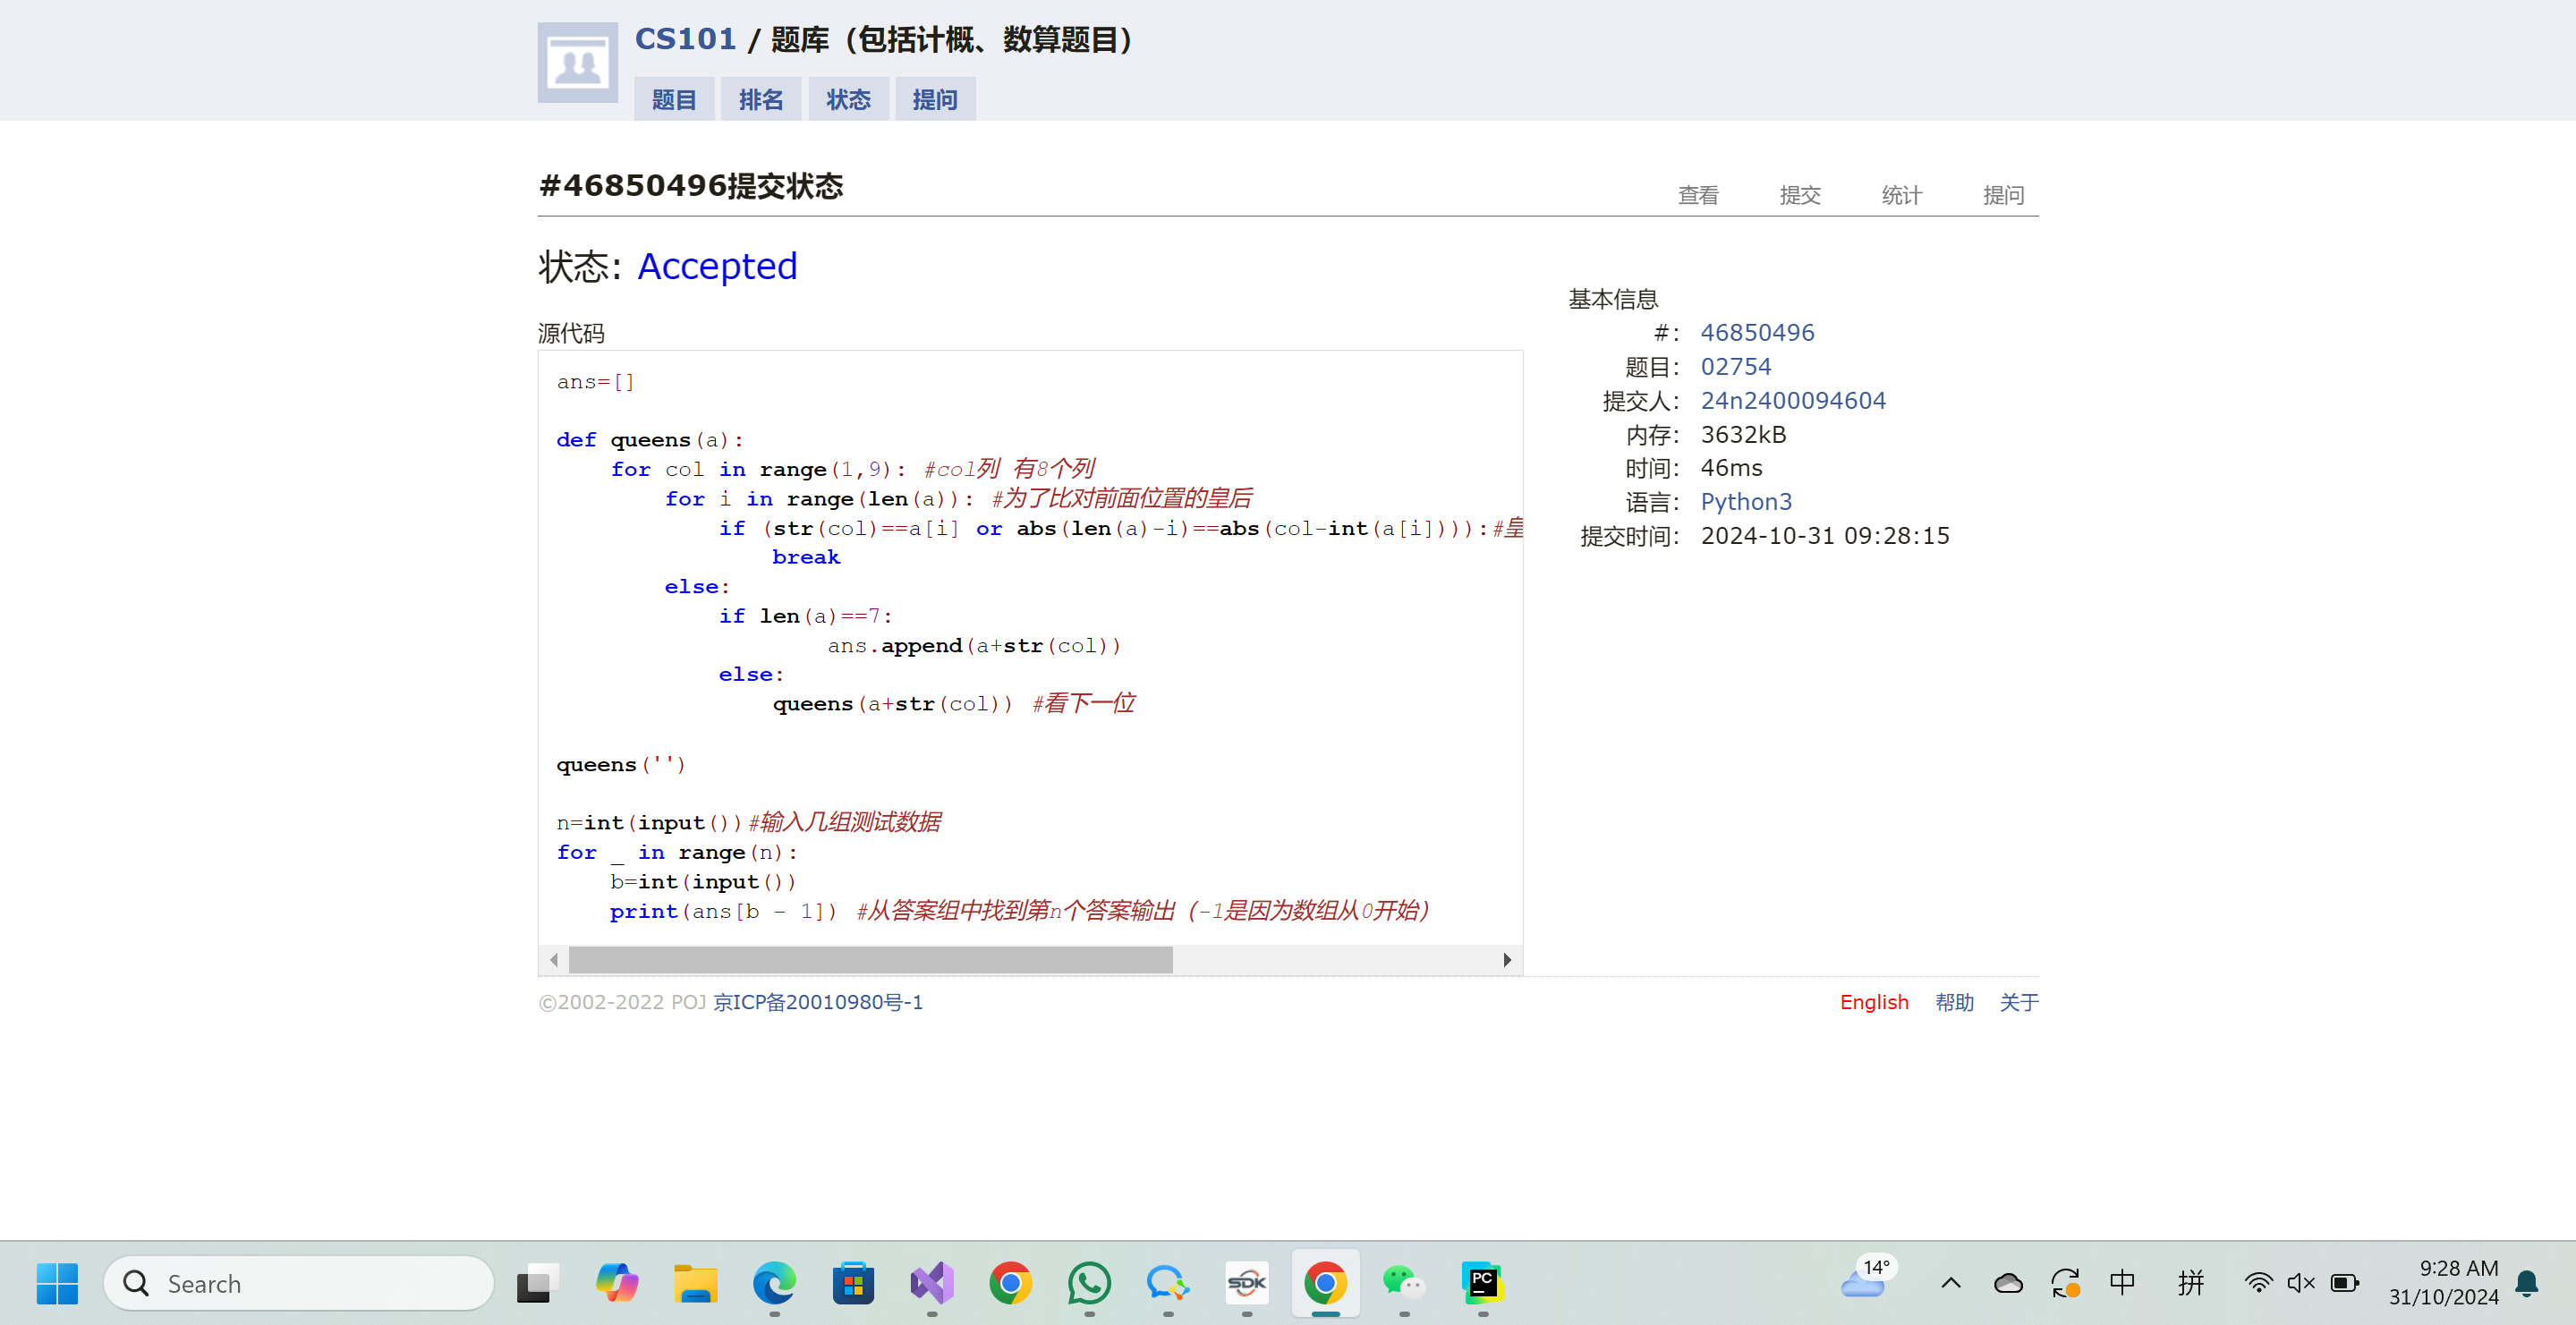 CS101 / 题库（包括计概、数算题目）
题目 排名 状态 提问
#46850496提交状态
查看 提交 统计 提问
状态: Accepted
源代码
ans=[]
def queens(a):
    for col in range(1,9): #col列 有8个列
        for i in range(len(a)): #为了比对前面位置的皇后
            if (str(col)==a[i] or abs(len(a)-i)==abs(col-int(a[i]))):#皇
                break
        else:
            if len(a)==7:
                    ans.append(a+str(col))
            else:
                queens(a+str(col)) #看下一位
queens('')
n=int(input())#输入几组测试数据
for _ in range(n):
    b=int(input())
    print(ans[b - 1]) #从答案组中找到第n个答案输出（-1是因为数组从0开始）
基本信息
#: 46850496
题目: 02754
提交人: 24n2400094604
内存: 3632kB
时间: 46ms
语言: Python3
提交时间: 2024-10-31 09:28:15
©2002-2022 POJ 京ICP备20010980号-1
English 帮助 关于
Search
SDK
PC
14°
中
拼
9:28 AM
31/10/2024